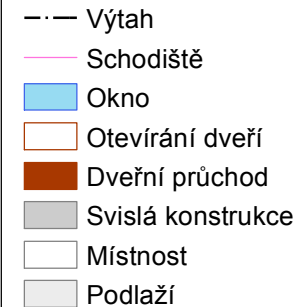 Výtah
Schodiště
Okno
Otevírání dveří
Dveřní průchod
Svislá konstrukce
Místnost
Podlaží